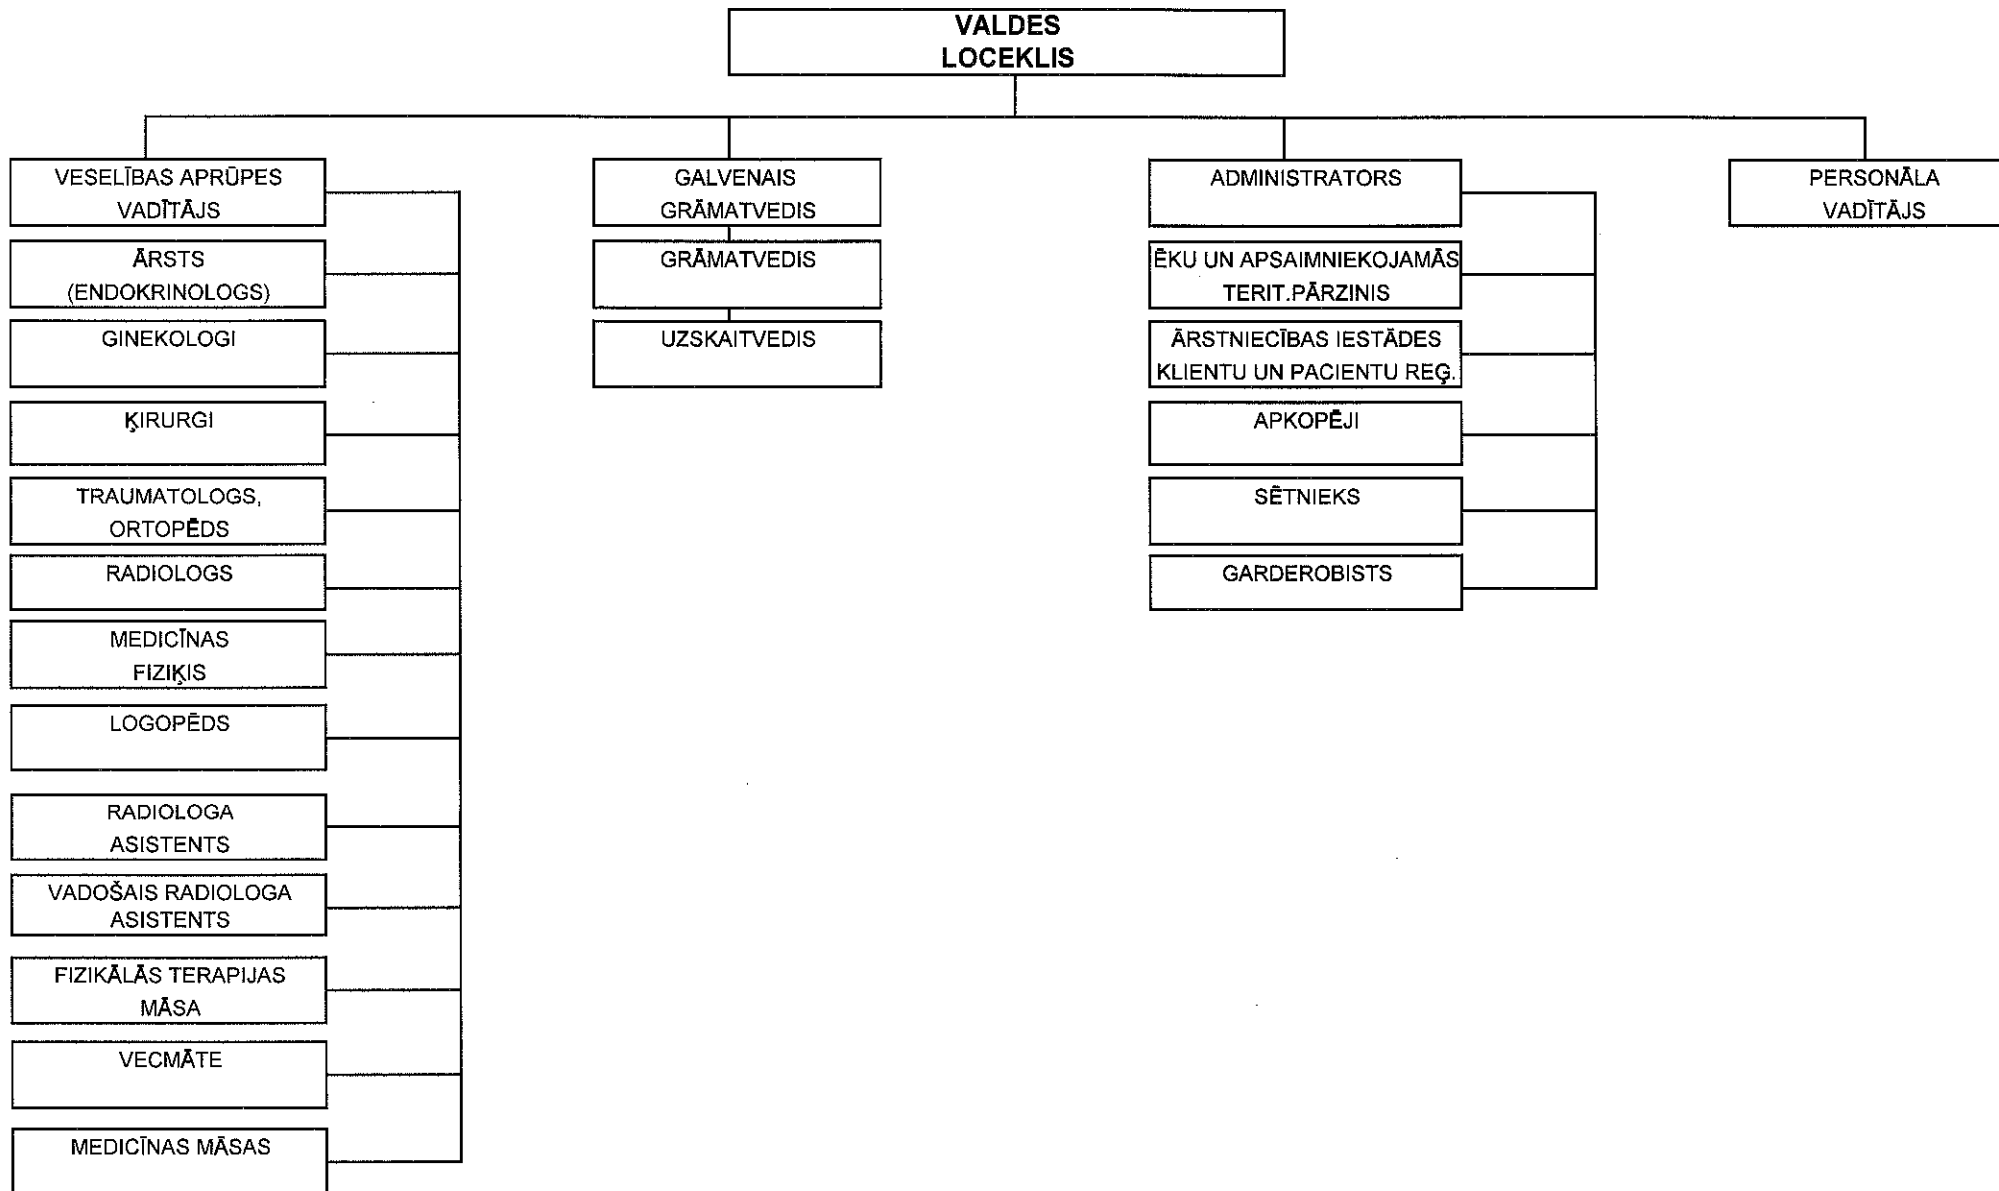 VALDES
LOCEKLIS
VESELĪBAS APRŪPES
VADĪTĀJS
ĀRSTS
(ENDOKRINOLOGS)
GINEKOLOGI
ĶIRURGI
TRAUMATOLOGS,
ORTOPĒDS
RADIOLOGS
MEDICĪNAS
FIZIĶIS
LOGOPĒDS
RADIOLOGA
ASISTENTS
VADOŠAIS RADIOLOGA
ASISTENTS
FIZIKĀLĀS TERAPIJAS
MĀSA
VECMĀTE
MEDICĪNAS MĀSAS
GALVENAIS
GRĀMATVEDIS
GRĀMATVEDIS
UZSKAITVEDIS
ADMINISTRATORS
ĒKU UN APSAIMNIEKOJAMĀS
TERIT.PĀRZINIS
ĀRSTNIECĪBAS IESTĀDES
KLIENTU UN PACIENTU REĢ.
APKOPĒJI
SĒTNIEKS
GARDEROBISTS
PERSONĀLA
VADĪTĀJS